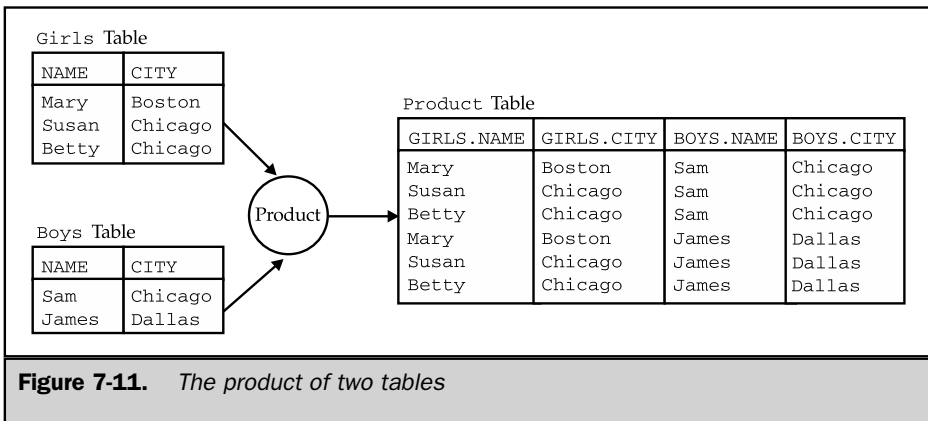 Girls Table
NAME CITY
Mary Boston
Susan Chicago
Betty Chicago
Boys Table
NAME CITY
Sam Chicago
James Dallas
Product
Product Table
GIRLS.NAME GIRLS.CITY BOYS.NAME BOYS.CITY
Mary Boston Sam Chicago
Susan Chicago Sam Chicago
Betty Chicago Sam Chicago
Mary Boston James Dallas
Susan Chicago James Dallas
Betty Chicago James Dallas
Figure 7-11. The product of two tables